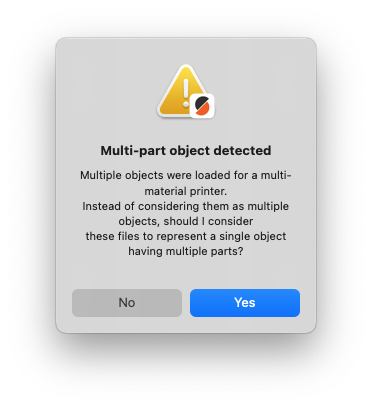 Multi-part object detected
Multiple objects were loaded for a multi-
material printer.
Instead of considering them as multiple
objects, should I consider
these files to represent a single object
having multiple parts?
No
Yes